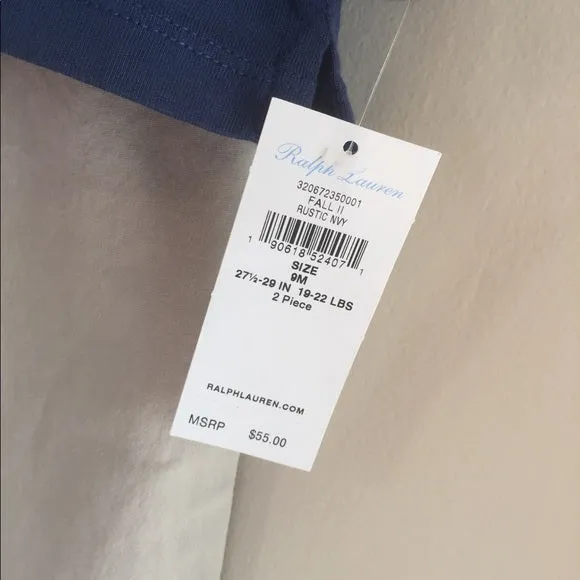 Ralph Lauren
320672350001
FALL II
RUSTIC NVY
1 90618 52407 1
SIZE
9M
27½-29 IN 19-22 LBS
2 Piece
RALPHLAUREN.COM
MSRP $55.00